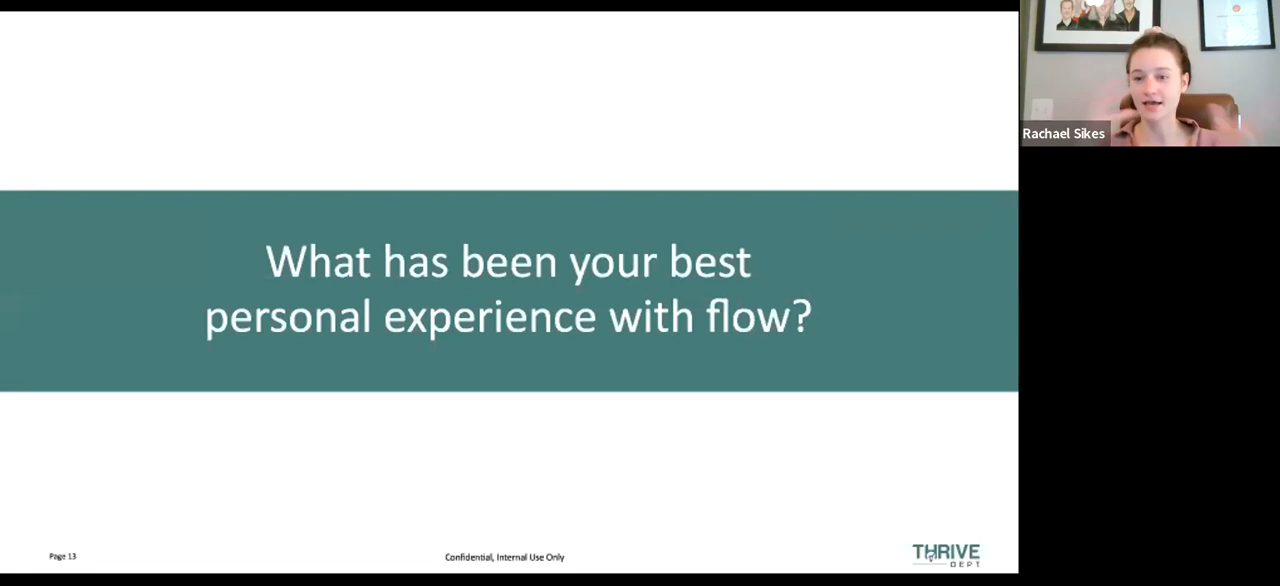 What has been your best
personal experience with flow?
Rachael Sikes
Page 13
Confidential, Internal Use Only
THRIVE
DEPT